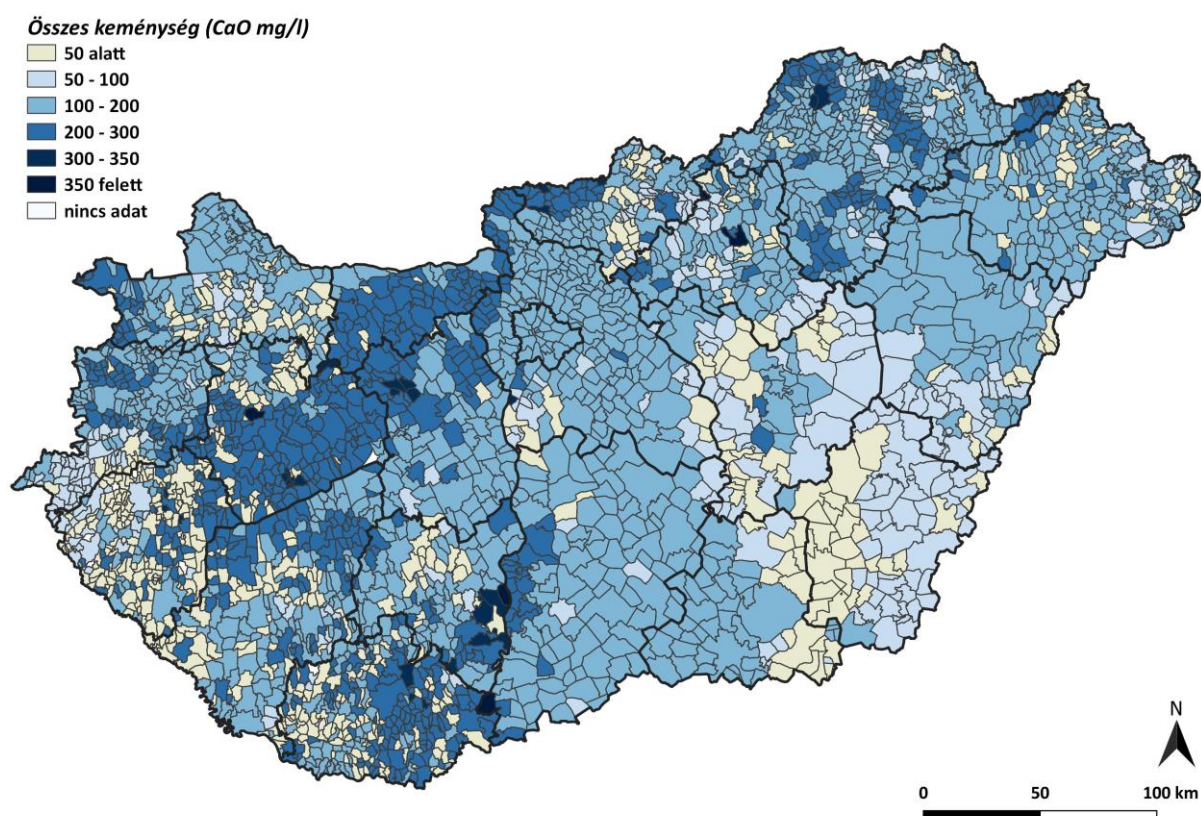 Összes keménység (CaO mg/l)
50 alatt
50 - 100
100 - 200
200 - 300
300 - 350
350 felett
nincs adat
N
0 50 100 km